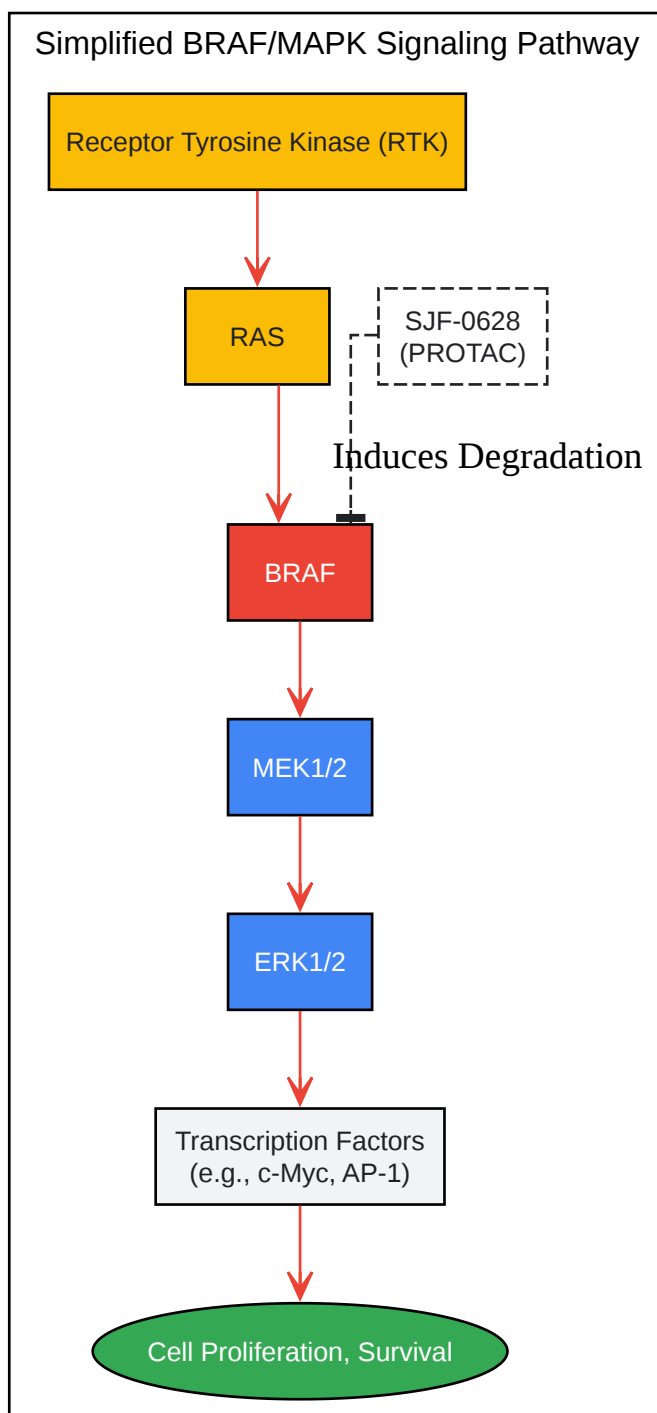 Simplified BRAF/MAPK Signaling Pathway
Receptor Tyrosine Kinase (RTK)
RAS
SJF-0628
(PROTAC)
Induces Degradation
BRAF
MEK1/2
ERK1/2
Transcription Factors
(e.g., c-Myc, AP-1)
Cell Proliferation, Survival